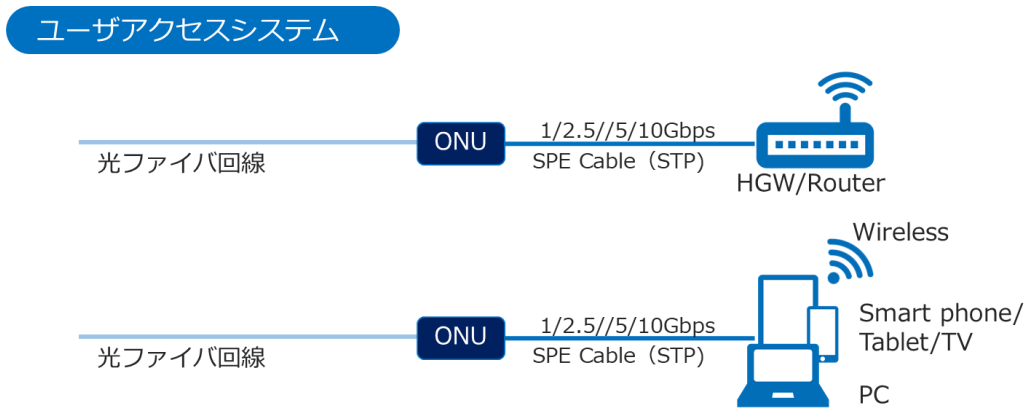 ユーザアクセスシステム
ONU
1/2.5//5/10Gbps
光ファイバ回線
SPE Cable（STP)
HGW/Router
Wireless
ONU
1/2.5//5/10Gbps
光ファイバ回線
SPE Cable（STP)
Smart phone/
Tablet/TV
PC